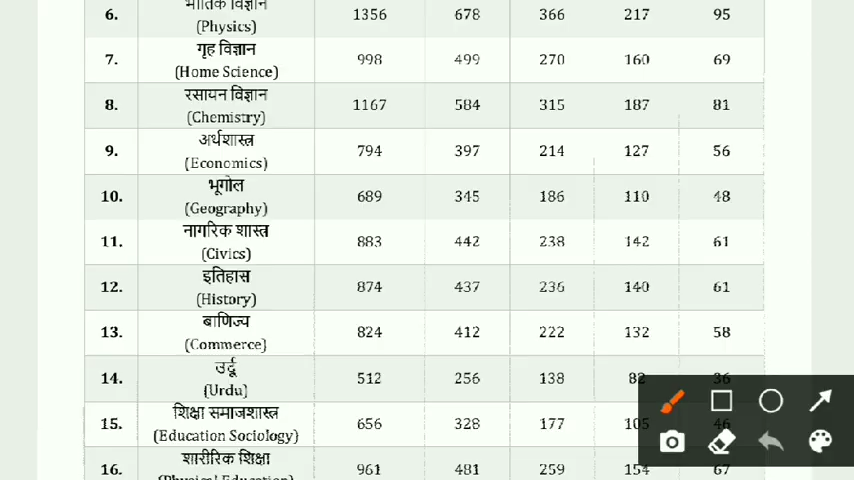 6. भौतिक विज्ञान (Physics) 1356 678 366 217 95
7. गृह विज्ञान (Home Science) 998 499 270 160 69
8. रसायन विज्ञान (Chemistry) 1167 584 315 187 81
9. अर्थशास्त्र (Economics) 794 397 214 127 56
10. भूगोल (Geography) 689 345 186 110 48
11. नागरिक शास्त्र (Civics) 883 442 238 142 61
12. इतिहास (History) 874 437 236 140 61
13. बाणिज्य (Commerce) 824 412 222 132 58
14. उर्दू (Urdu) 512 256 138 82 36
15. शिक्षा समाजशास्त्र (Education Sociology) 656 328 177 105 46
16. शारीरिक शिक्षा (Physical Education) 961 481 259 154 67